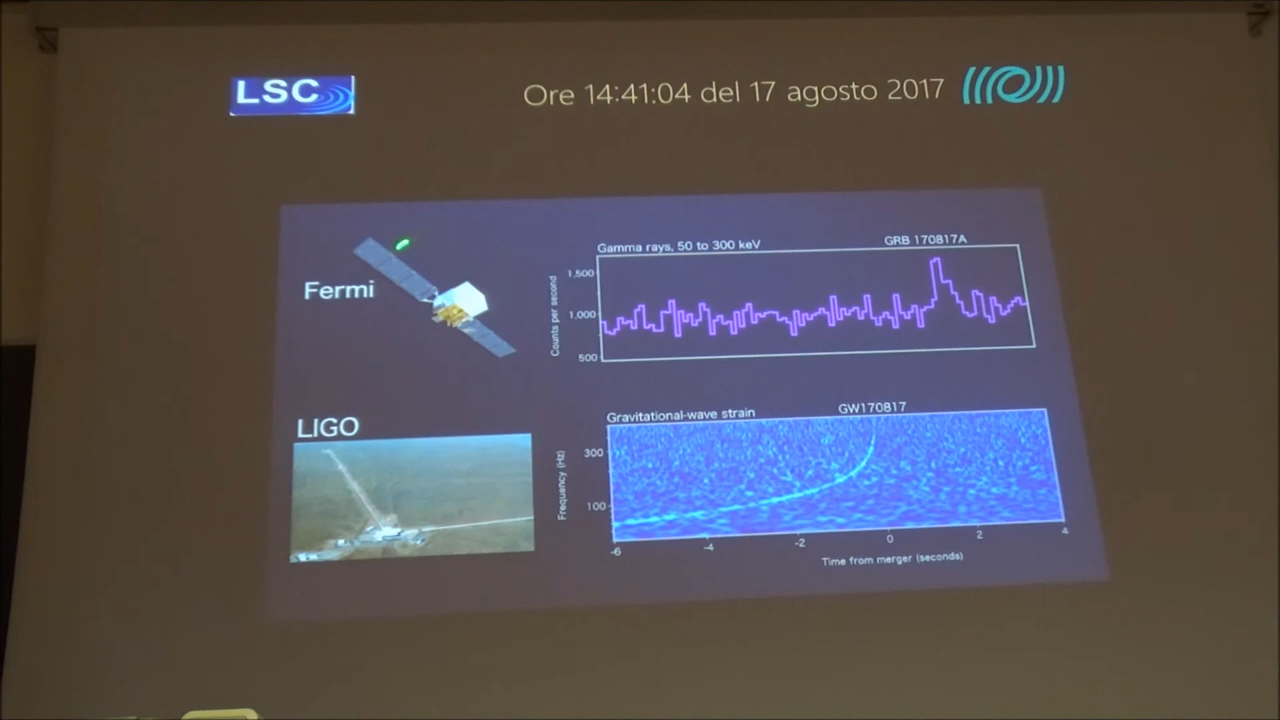 LSC
Ore 14:41:04 del 17 agosto 2017
Fermi
Gamma rays, 50 to 300 keV
GRB 170817A
Counts per second
1,500
1,000
500
LIGO
Gravitational-wave strain
GW170817
Frequency (Hz)
300
100
-6 -4 -2 0 2 4
Time from merger (seconds)